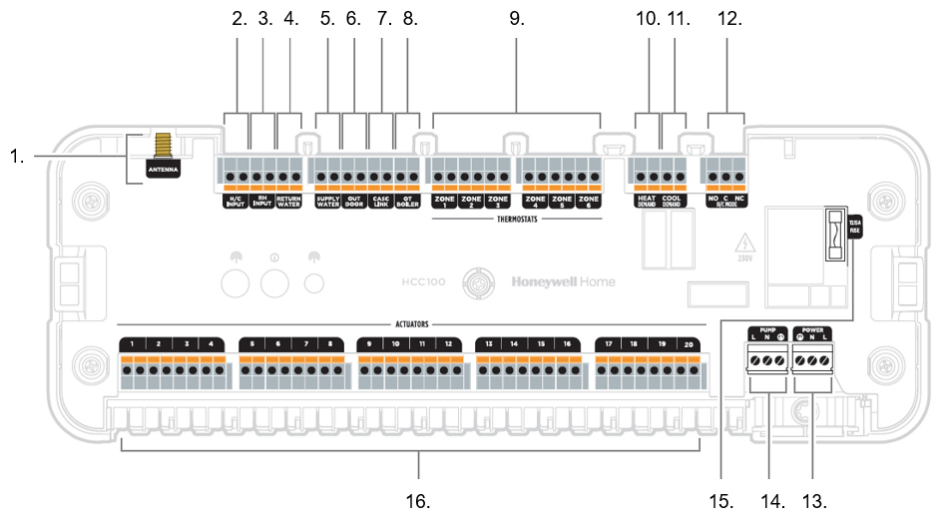 2. 3. 4. 5. 6. 7. 8. 9. 10. 11. 12.
1.
ANTENNA
H/C INPUT
RH INPUT
RETURN WATER
SUPPLY WATER
OUT DOOR
CASC LINK
OT BOILER
ZONE 1
ZONE 2
ZONE 3
ZONE 4
ZONE 5
ZONE 6
THERMOSTATS
HEAT DEMAND
COOL DEMAND
NO C NC
H/C MODE
FUSE
230V
HCC100
Honeywell Home
ACTUATORS
1 2 3 4 5 6 7 8 9 10 11 12 13 14 15 16 17 18 19 20
PUMP
L N
POWER
N L
16. 15. 14. 13.